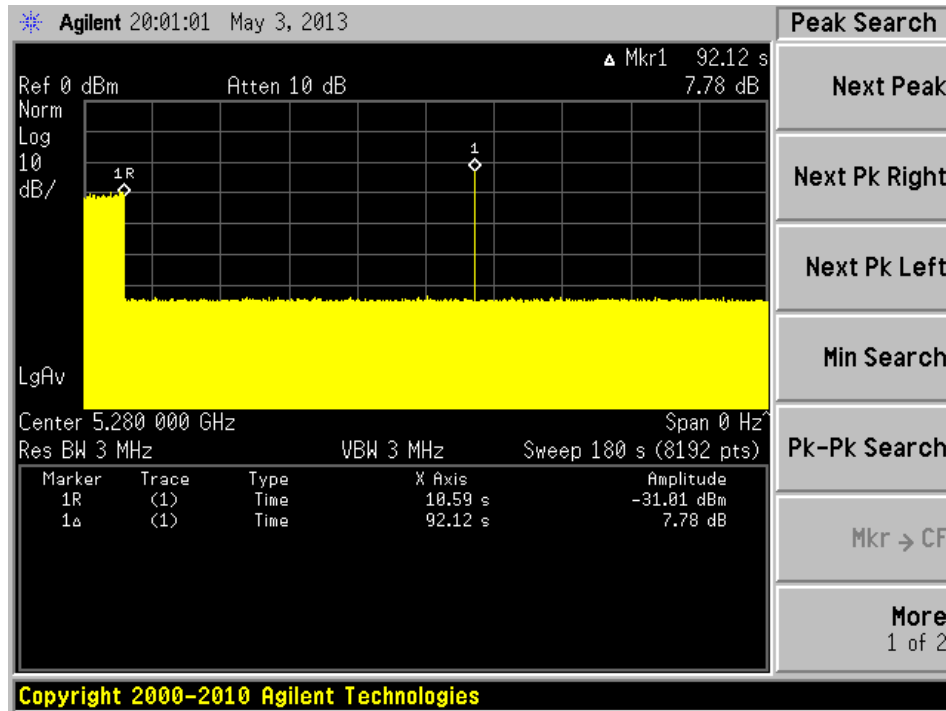 Agilent 20:01:01 May 3, 2013
Peak Search
▵ Mkr1 92.12 s
Ref 0 dBm Atten 10 dB 7.78 dB
Norm
Log
10
dB/
1R
1
LgAv
Center 5.280 000 GHz Span 0 Hz^
Res BW 3 MHz VBW 3 MHz Sweep 180 s (8192 pts)
Marker Trace Type X Axis Amplitude
1R (1) Time 10.59 s -31.01 dBm
1▵ (1) Time 92.12 s 7.78 dB
Next Peak
Next Pk Right
Next Pk Left
Min Search
Pk-Pk Search
Mkr → CF
More
1 of 2
Copyright 2000-2010 Agilent Technologies